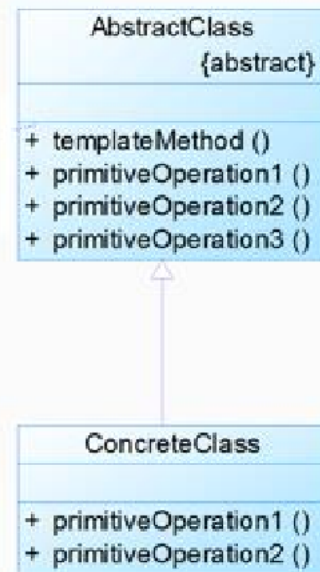 AbstractClass
{abstract}
+ templateMethod ()
+ primitiveOperation1 ()
+ primitiveOperation2 ()
+ primitiveOperation3 ()
ConcreteClass
+ primitiveOperation1 ()
+ primitiveOperation2 ()